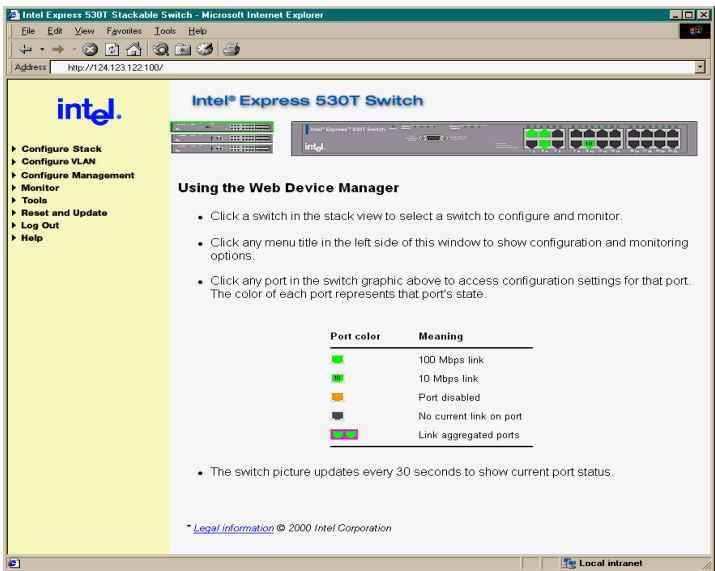 Intel Express 530T Stackable Switch - Microsoft Internet Explorer
File Edit View Favorites Tools Help
Address http://124.123.122.100/
intel.
Intel® Express 530T Switch
Intel® Express™ 530T Switch
intel.
10
Configure Stack
Configure VLAN
Configure Management
Monitor
Tools
Reset and Update
Log Out
Help
Using the Web Device Manager
• Click a switch in the stack view to select a switch to configure and monitor.
• Click any menu title in the left side of this window to show configuration and monitoring
options.
• Click any port in the switch graphic above to access configuration settings for that port.
The color of each port represents that port's state.
Port color Meaning
100 Mbps link
10 10 Mbps link
Port disabled
No current link on port
Link aggregated ports
• The switch picture updates every 30 seconds to show current port status.
* Legal information © 2000 Intel Corporation
Local intranet